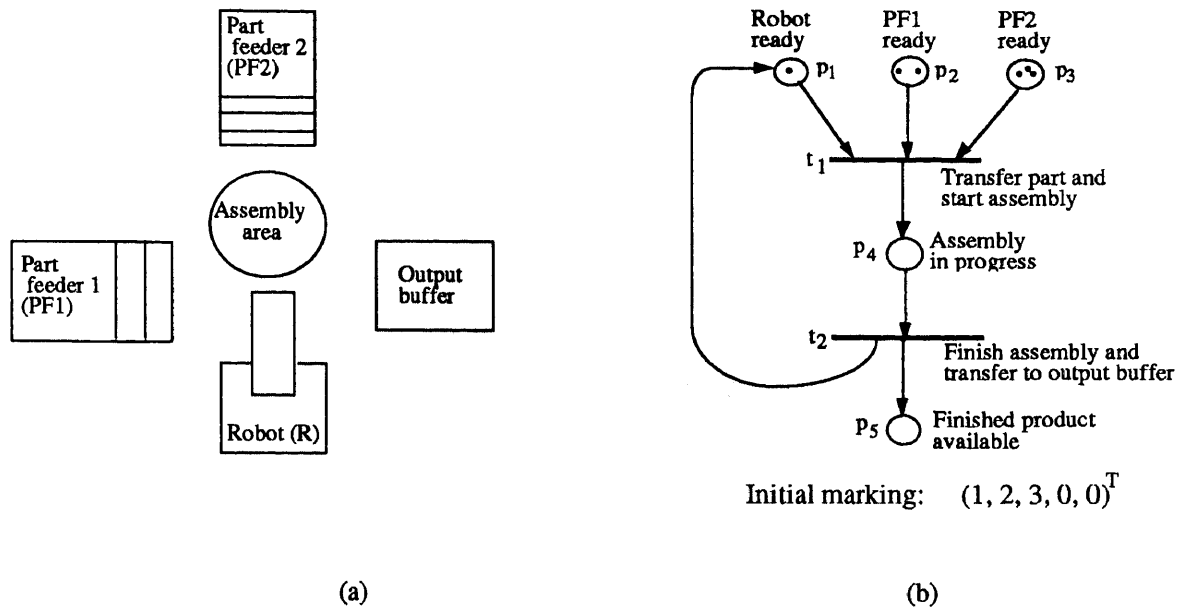 Part
feeder 2
(PF2)
Assembly
area
Part
feeder 1
(PF1)
Output
buffer
Robot (R)
(a)
Robot
ready
PF1
ready
PF2
ready
p1
p2
p3
t1
Transfer part and
start assembly
p4
Assembly
in progress
t2
Finish assembly and
transfer to output buffer
p5
Finished product
available
Initial marking: (1, 2, 3, 0, 0)T
(b)